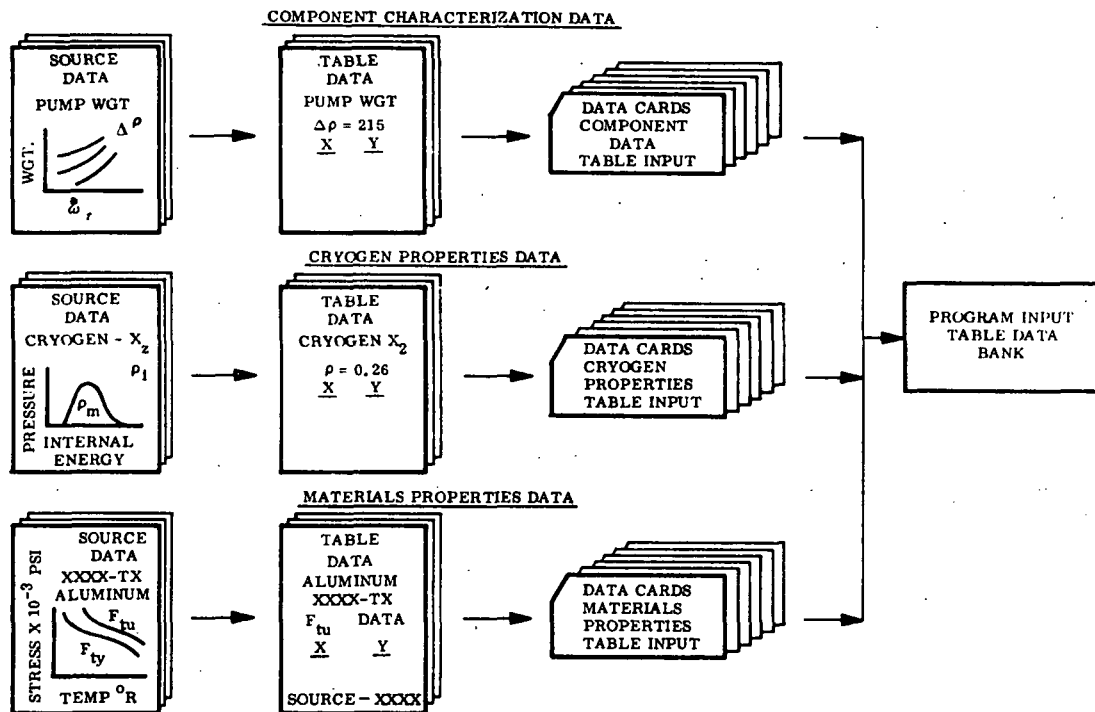 COMPONENT CHARACTERIZATION DATA
SOURCE
DATA
PUMP WGT
Δρ
WGT.
ω̇ᵣ
TABLE
DATA
PUMP WGT
Δρ = 215
X Y
DATA CARDS
COMPONENT
DATA
TABLE INPUT
CRYOGEN PROPERTIES DATA
SOURCE
DATA
CRYOGEN - X₂
ρ₁
PRESSURE
ρₘ
INTERNAL
ENERGY
TABLE
DATA
CRYOGEN X₂
ρ = 0.26
X Y
DATA CARDS
CRYOGEN
PROPERTIES
TABLE INPUT
PROGRAM INPUT
TABLE DATA
BANK
MATERIALS PROPERTIES DATA
SOURCE
DATA
XXXX-TX
ALUMINUM
STRESS X 10⁻³ PSI
Fₜᵤ
Fₜᵧ
TEMP °R
TABLE
DATA
ALUMINUM
XXXX-TX
Fₜᵤ DATA
X Y
SOURCE - XXXX
DATA CARDS
MATERIALS
PROPERTIES
TABLE INPUT